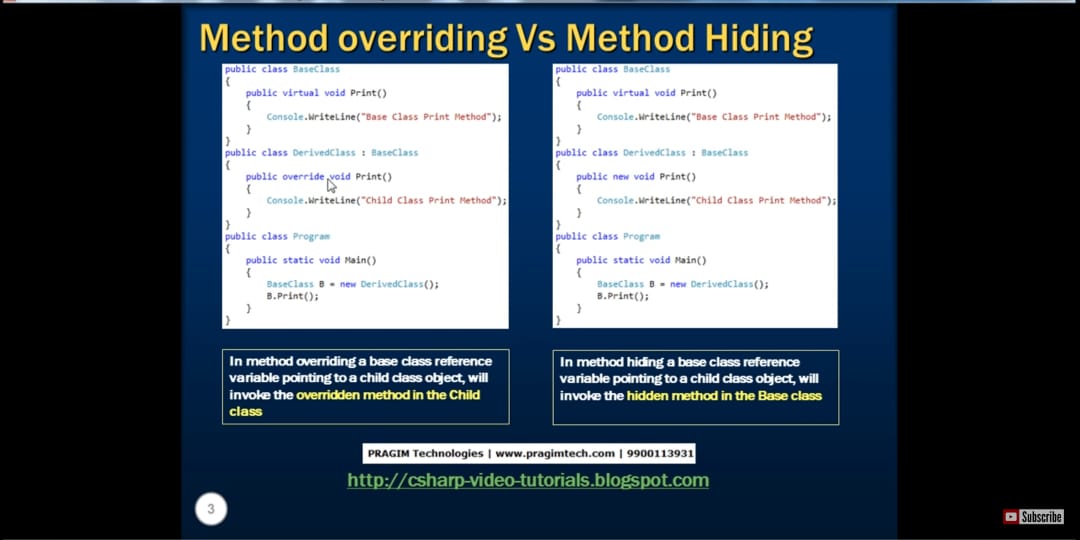 Method overriding Vs Method Hiding
public class BaseClass
{
public virtual void Print()
{
Console.WriteLine("Base Class Print Method");
}
}
public class DerivedClass : BaseClass
{
public override void Print()
{
Console.WriteLine("Child Class Print Method");
}
}
public class Program
{
public static void Main()
{
BaseClass B = new DerivedClass();
B.Print();
}
}
In method overriding a base class reference
variable pointing to a child class object, will
invoke the overridden method in the Child
class
public class BaseClass
{
public virtual void Print()
{
Console.WriteLine("Base Class Print Method");
}
}
public class DerivedClass : BaseClass
{
public new void Print()
{
Console.WriteLine("Child Class Print Method");
}
}
public class Program
{
public static void Main()
{
BaseClass B = new DerivedClass();
B.Print();
}
}
In method hiding a base class reference
variable pointing to a child class object, will
invoke the hidden method in the Base class
PRAGIM Technologies | www.pragimtech.com | 9900113931
http://csharp-video-tutorials.blogspot.com
3
Subscribe